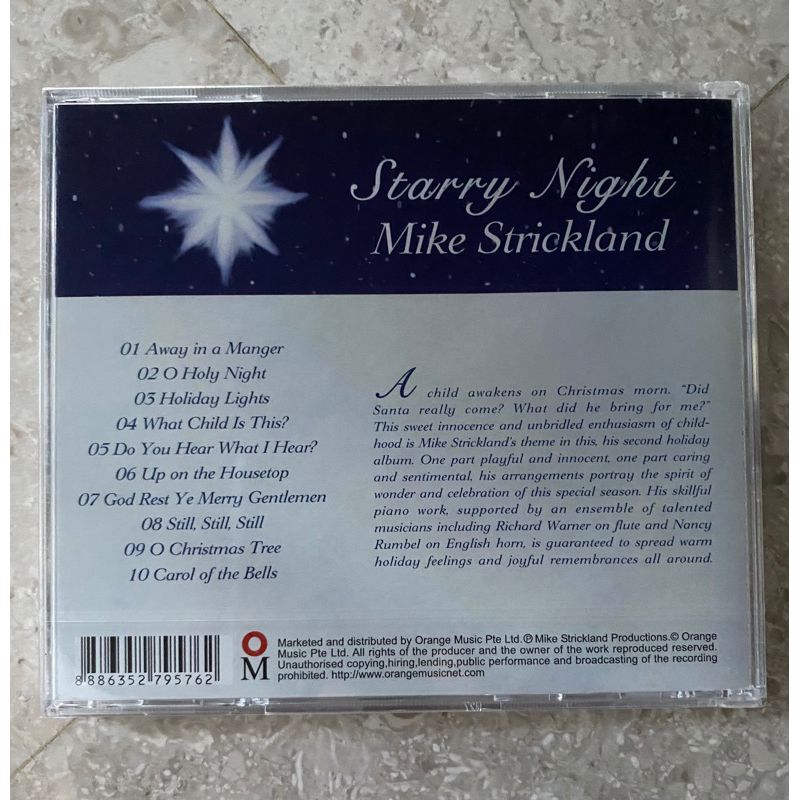 Starry Night
Mike Strickland
01 Away in a Manger
02 O Holy Night
03 Holiday Lights
04 What Child Is This?
05 Do You Hear What I Hear?
06 Up on the Housetop
07 God Rest Ye Merry Gentlemen
08 Still, Still, Still
09 O Christmas Tree
10 Carol of the Bells
A child awakens on Christmas morn. "Did
Santa really come? What did he bring for me?"
This sweet innocence and unbridled enthusiasm of child-
hood is Mike Strickland's theme in this, his second holiday
album. One part playful and innocent, one part caring
and sentimental, his arrangements portray the spirit of
wonder and celebration of this special season. His skillful
piano work, supported by an ensemble of talented
musicians including Richard Warner on flute and Nancy
Rumbel on English horn, is guaranteed to spread warm
holiday feelings and joyful remembrances all around.
8 886352 795762
OM
Marketed and distributed by Orange Music Pte Ltd.℗ Mike Strickland Productions.© Orange
Music Pte Ltd. All rights of the producer and the owner of the work reproduced reserved.
Unauthorised copying,hiring,lending,public performance and broadcasting of the recording
prohibited. http://www.orangemusicnet.com